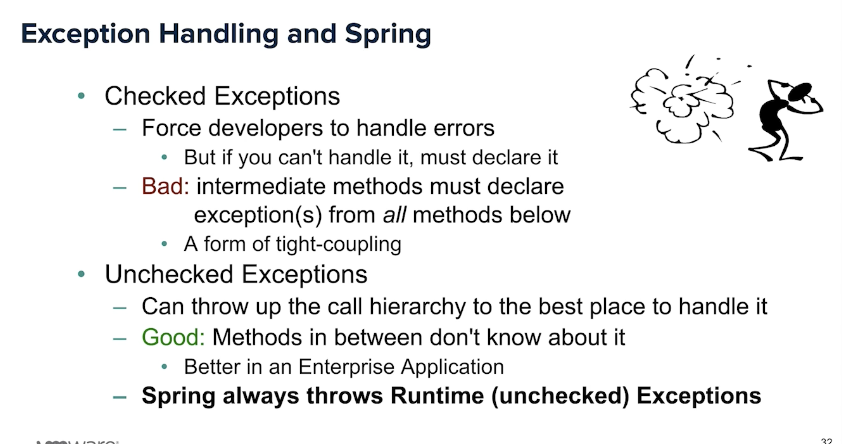 Exception Handling and Spring
• Checked Exceptions
– Force developers to handle errors
• But if you can't handle it, must declare it
– Bad: intermediate methods must declare
exception(s) from all methods below
• A form of tight-coupling
• Unchecked Exceptions
– Can throw up the call hierarchy to the best place to handle it
– Good: Methods in between don't know about it
• Better in an Enterprise Application
– Spring always throws Runtime (unchecked) Exceptions
vmware
32